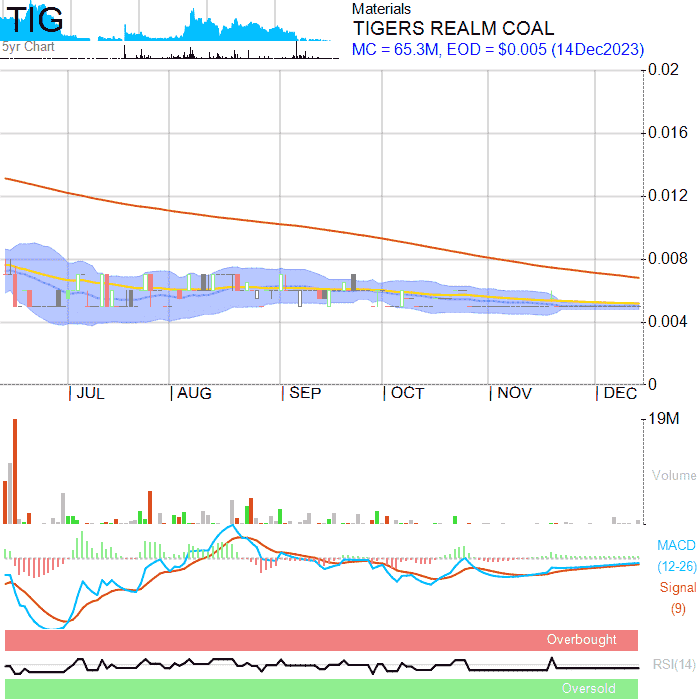 TIG
5yr Chart
Materials
TIGERS REALM COAL
MC = 65.3M, EOD = $0.005 (14Dec2023)
0.02
0.016
0.012
0.008
0.004
0
JUL
AUG
SEP
OCT
NOV
DEC
19M
Volume
MACD
(12-26)
Signal
(9)
Overbought
RSI(14)
Oversold